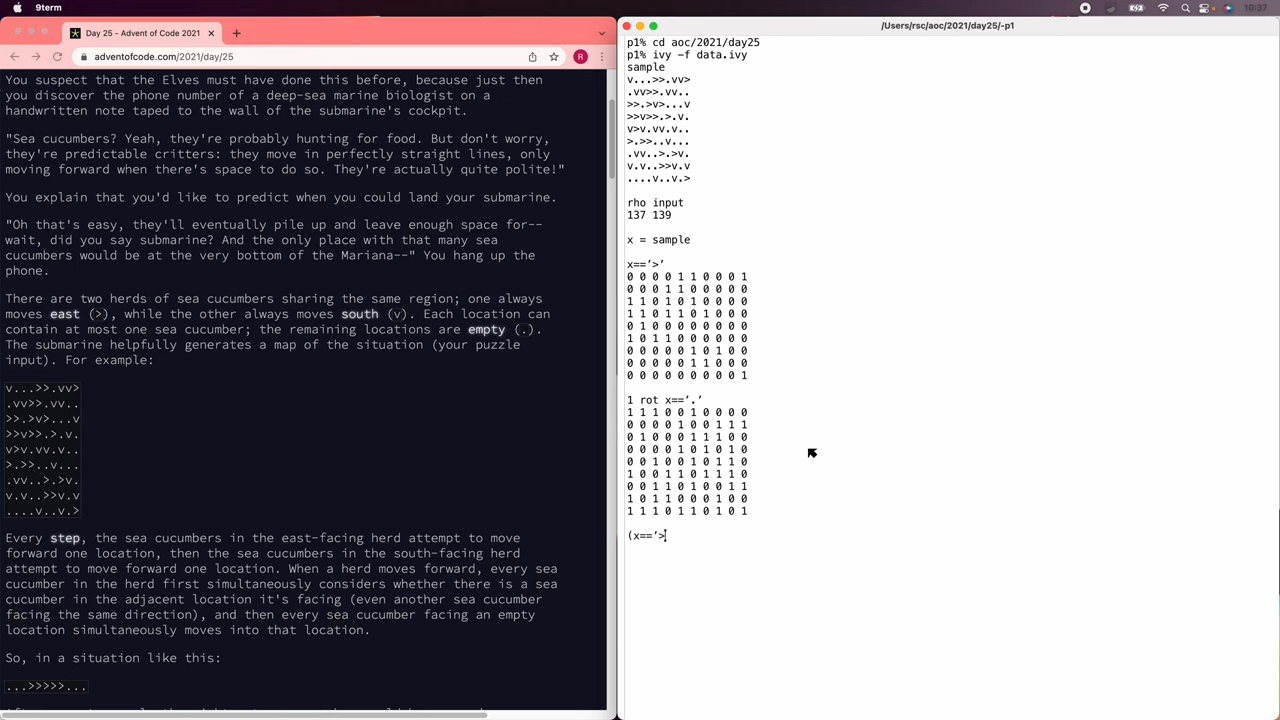 9term
10:37
Day 25 - Advent of Code 2021
adventofcode.com/2021/day/25
R
You suspect that the Elves must have done this before, because just then
you discover the phone number of a deep-sea marine biologist on a
handwritten note taped to the wall of the submarine's cockpit.
"Sea cucumbers? Yeah, they're probably hunting for food. But don't worry,
they're predictable critters: they move in perfectly straight lines, only
moving forward when there's space to do so. They're actually quite polite!"
You explain that you'd like to predict when you could land your submarine.
"Oh that's easy, they'll eventually pile up and leave enough space for--
wait, did you say submarine? And the only place with that many sea
cucumbers would be at the very bottom of the Mariana--" You hang up the
phone.
There are two herds of sea cucumbers sharing the same region; one always
moves east (>), while the other always moves south (v). Each location can
contain at most one sea cucumber; the remaining locations are empty (.).
The submarine helpfully generates a map of the situation (your puzzle
input). For example:
v...>>.vv>
.vv>>.vv..
>>.>v>...v
>>v>>.>.v.
v>v.vv.v..
>.>>..v...
.vv..>.>v.
v.v..>>v.v
....v..v.>
Every step, the sea cucumbers in the east-facing herd attempt to move
forward one location, then the sea cucumbers in the south-facing herd
attempt to move forward one location. When a herd moves forward, every sea
cucumber in the herd first simultaneously considers whether there is a sea
cucumber in the adjacent location it's facing (even another sea cucumber
facing the same direction), and then every sea cucumber facing an empty
location simultaneously moves into that location.
So, in a situation like this:
...>>>>>...
/Users/rsc/aoc/2021/day25/-p1
p1% cd aoc/2021/day25
p1% ivy -f data.ivy
sample
v...>>.vv>
.vv>>.vv..
>>.>v>...v
>>v>>.>.v.
v>v.vv.v..
>.>>..v...
.vv..>.>v.
v.v..>>v.v
....v..v.>
rho input
137 139
x = sample
x=='>'
0 0 0 0 1 1 0 0 0 1
0 0 0 1 1 0 0 0 0 0
1 1 0 1 0 1 0 0 0 0
1 1 0 1 1 0 1 0 0 0
0 1 0 0 0 0 0 0 0 0
1 0 1 1 0 0 0 0 0 0
0 0 0 0 0 1 0 1 0 0
0 0 0 0 0 1 1 0 0 0
0 0 0 0 0 0 0 0 0 1
1 rot x=='.'
1 1 1 0 0 1 0 0 0 0
0 0 0 0 1 0 0 1 1 1
0 1 0 0 0 1 1 1 0 0
0 0 0 0 1 0 1 0 1 0
0 0 1 0 0 1 0 1 1 0
1 0 0 1 1 0 1 1 1 0
0 0 1 1 0 1 0 0 1 1
1 0 1 1 0 0 0 1 0 0
1 1 1 0 1 1 0 1 0 1
(x=='>